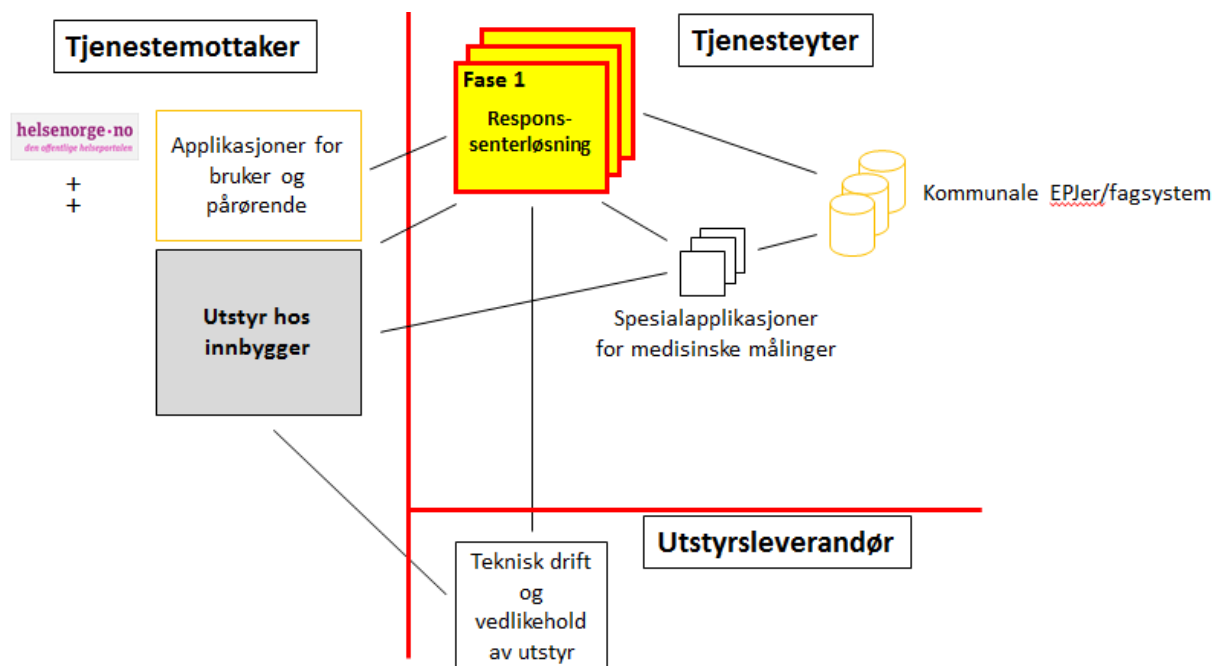 Tjenestemottaker
Tjenesteyter
helsenorge·no
den offentlige helseportalen
+
+
Applikasjoner for
bruker og
pårørende
Fase 1
Respons-
senterløsning
Kommunale EPJer/fagsystem
Utstyr hos
innbygger
Spesialapplikasjoner
for medisinske målinger
Utstyrsleverandør
Teknisk drift
og
vedlikehold
av utstyr